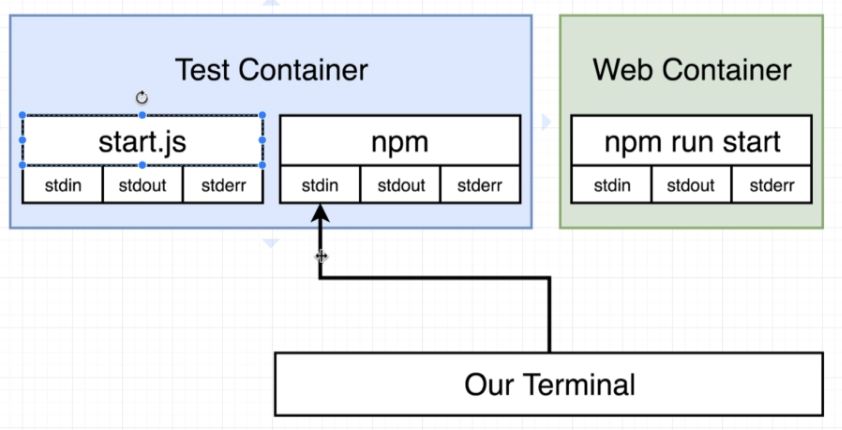 Test Container
Web Container
start.js
npm
npm run start
stdin
stdout
stderr
stdin
stdout
stderr
stdin
stdout
stderr
Our Terminal